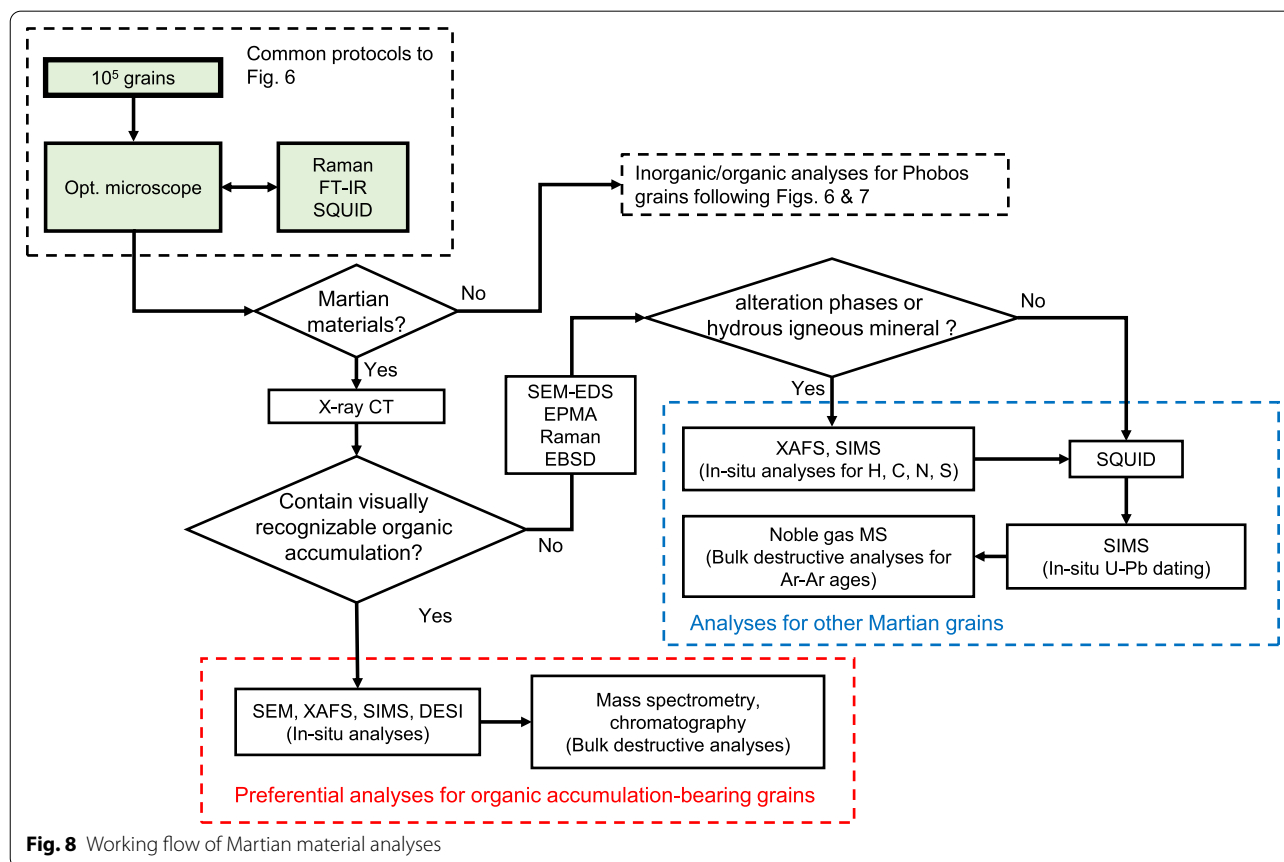 Common protocols to
Fig. 6
10⁵ grains
Opt. microscope
Raman
FT-IR
SQUID
Inorganic/organic analyses for Phobos
grains following Figs. 6 & 7
Martian
materials?
No
Yes
X-ray CT
Contain visually
recognizable organic
accumulation?
No
Yes
SEM-EDS
EPMA
Raman
EBSD
alteration phases or
hydrous igneous mineral ?
No
Yes
XAFS, SIMS
(In-situ analyses for H, C, N, S)
SQUID
Noble gas MS
(Bulk destructive analyses for
Ar-Ar ages)
SIMS
(In-situ U-Pb dating)
Analyses for other Martian grains
SEM, XAFS, SIMS, DESI
(In-situ analyses)
Mass spectrometry,
chromatography
(Bulk destructive analyses)
Preferential analyses for organic accumulation-bearing grains
Fig. 8 Working flow of Martian material analyses